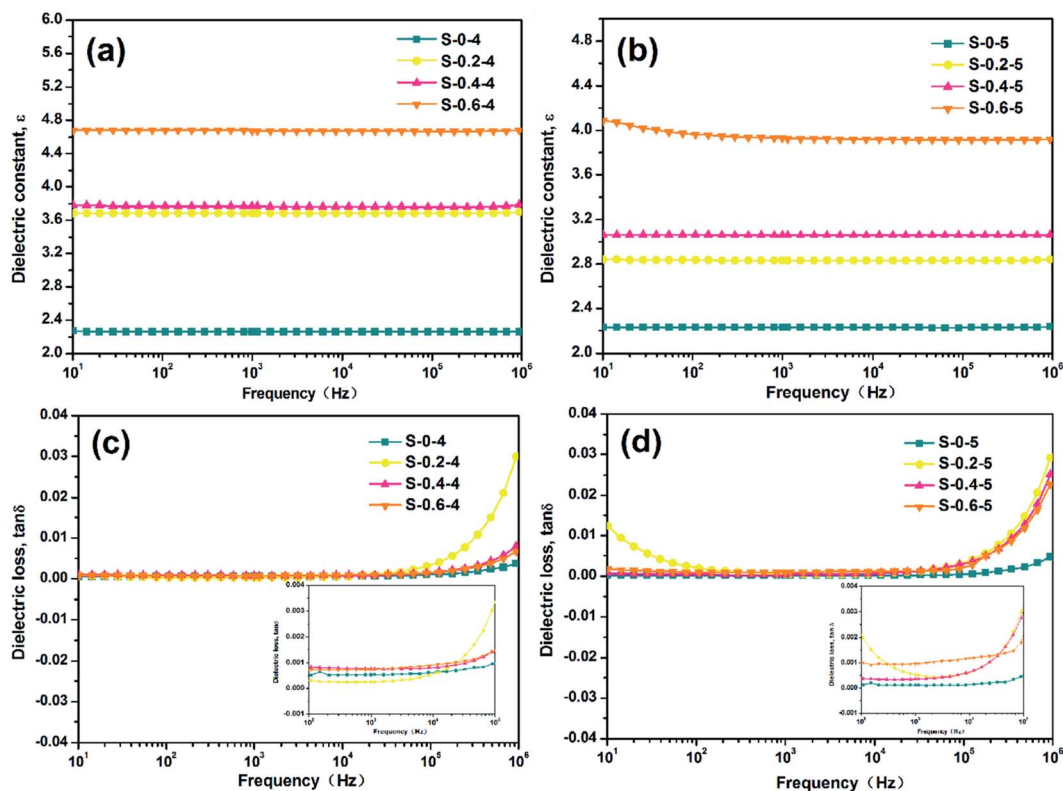 (a)
S-0-4
S-0.2-4
S-0.4-4
S-0.6-4
Dielectric constant, ε
6.0
5.6
5.2
4.8
4.4
4.0
3.6
3.2
2.8
2.4
2.0
10¹ 10² 10³ 10⁴ 10⁵ 10⁶
Frequency（Hz）
(b)
S-0-5
S-0.2-5
S-0.4-5
S-0.6-5
Dielectric constant, ε
4.8
4.4
4.0
3.6
3.2
2.8
2.4
2.0
10¹ 10² 10³ 10⁴ 10⁵ 10⁶
Frequency（Hz）
(c)
S-0-4
S-0.2-4
S-0.4-4
S-0.6-4
Dielectric loss, tanδ
0.04
0.03
0.02
0.01
0.00
-0.01
-0.02
-0.03
-0.04
10¹ 10² 10³ 10⁴ 10⁵ 10⁶
Frequency（Hz）
Dielectric loss, tanδ
0.004
0.003
0.002
0.001
0.000
-0.001
10³ 10⁴
Frequency（Hz）
(d)
S-0-5
S-0.2-5
S-0.4-5
S-0.6-5
Dielectric loss, tanδ
0.04
0.03
0.02
0.01
0.00
-0.01
-0.02
-0.03
-0.04
10¹ 10² 10³ 10⁴ 10⁵ 10⁶
Frequency（Hz）
Dielectric loss, tan δ
0.004
0.003
0.002
0.001
0.000
-0.001
10³ 10⁴
Frequency（Hz）